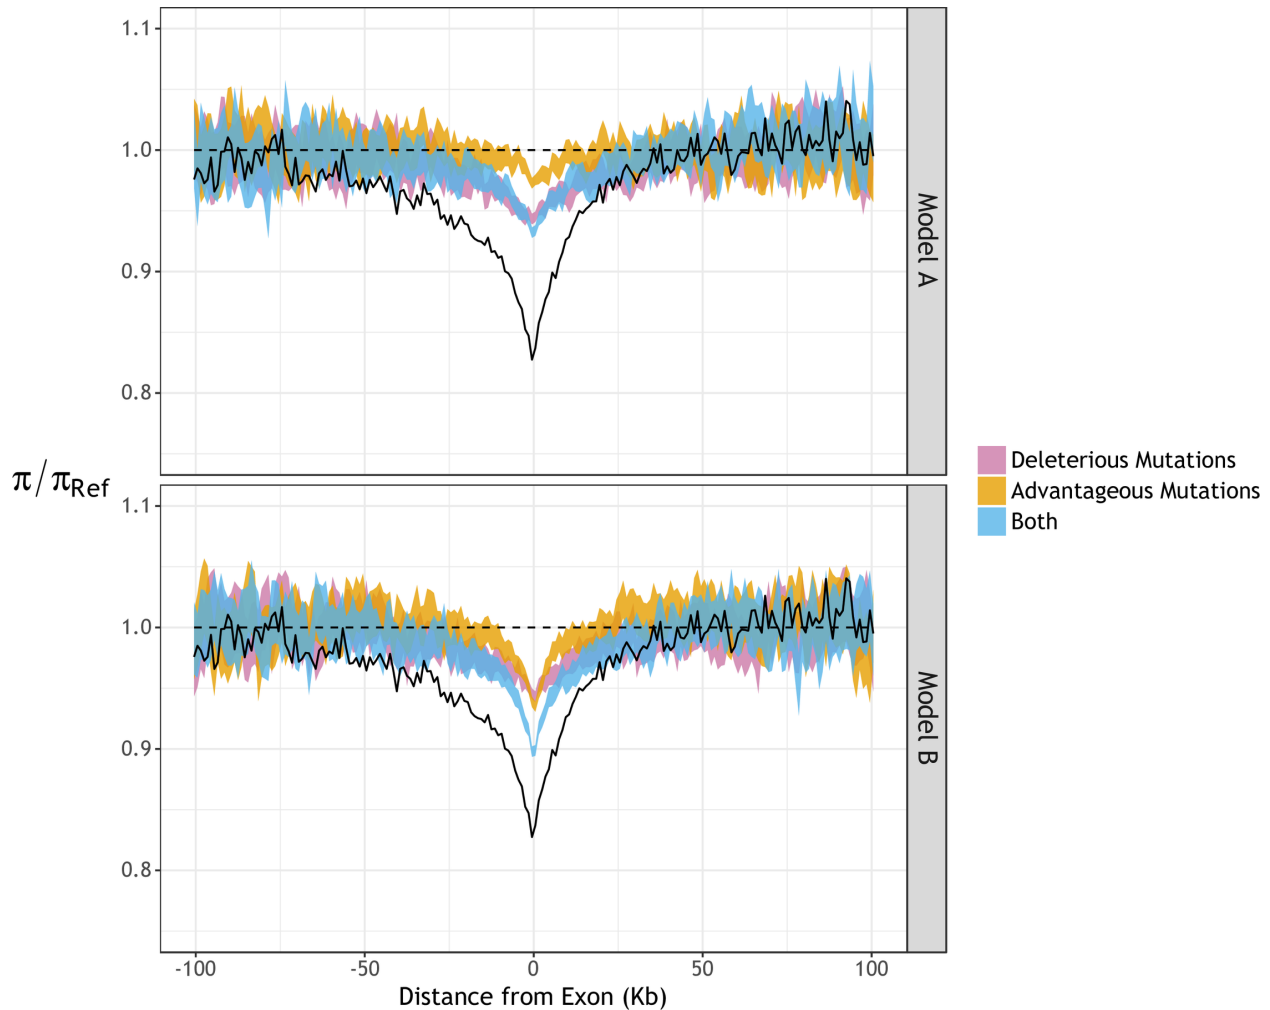 1.1
1.0
0.9
0.8
Model A
π/πRef
1.1
1.0
0.9
0.8
Model B
-100
-50
0
50
100
Distance from Exon (Kb)
Deleterious Mutations
Advantageous Mutations
Both